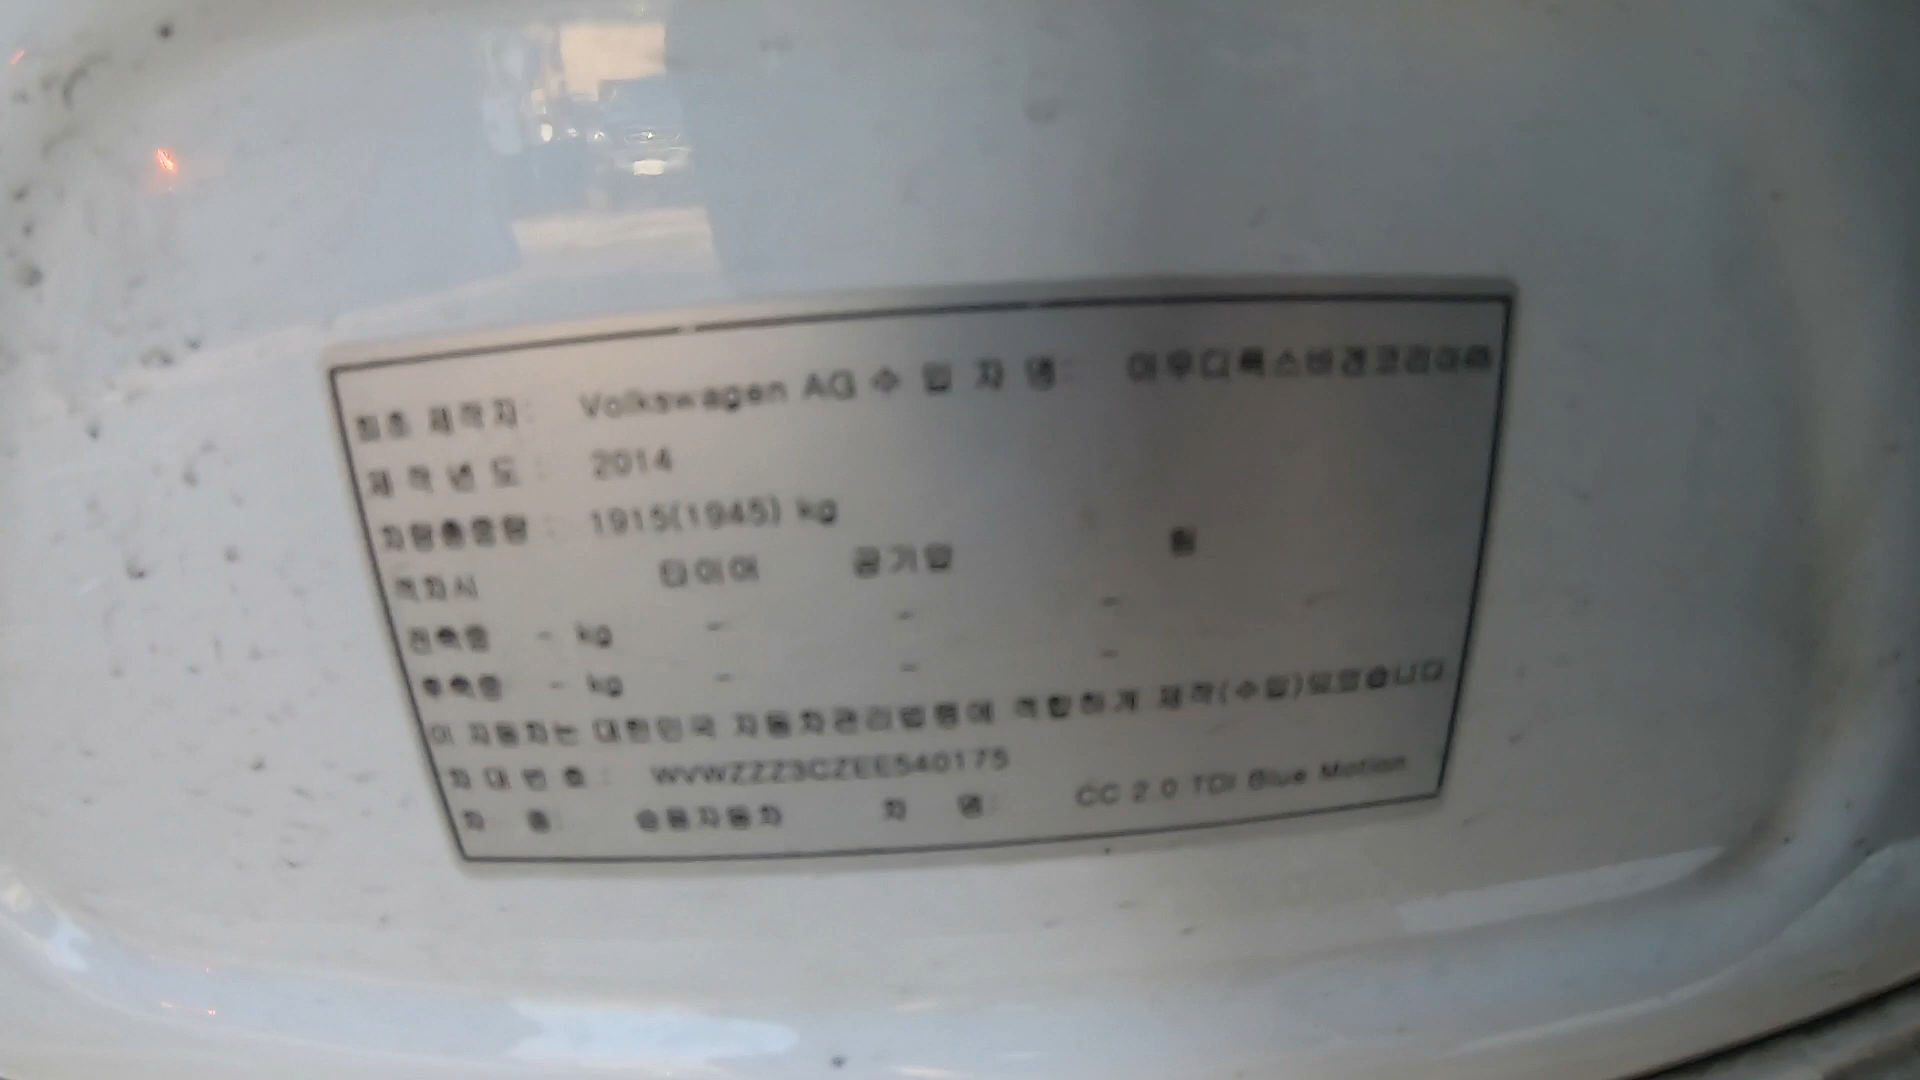 최초 제작자: Volkswagen AG 수 입 자 명: 아우디폭스바겐코리아㈜
제 작 년 도 : 2014
차량총중량 : 1915(1945) kg
적차시 타이어 공기압 림
전축중 - kg - - -
후축중 - kg - - -
이 자동차는 대한민국 자동차관리법령에 적합하게 제작(수입)되었습니다
차 대 번 호 : WVWZZZ3CZEE540175
차 종: 승용자동차 차 명: CC 2.0 TDI Blue Motion